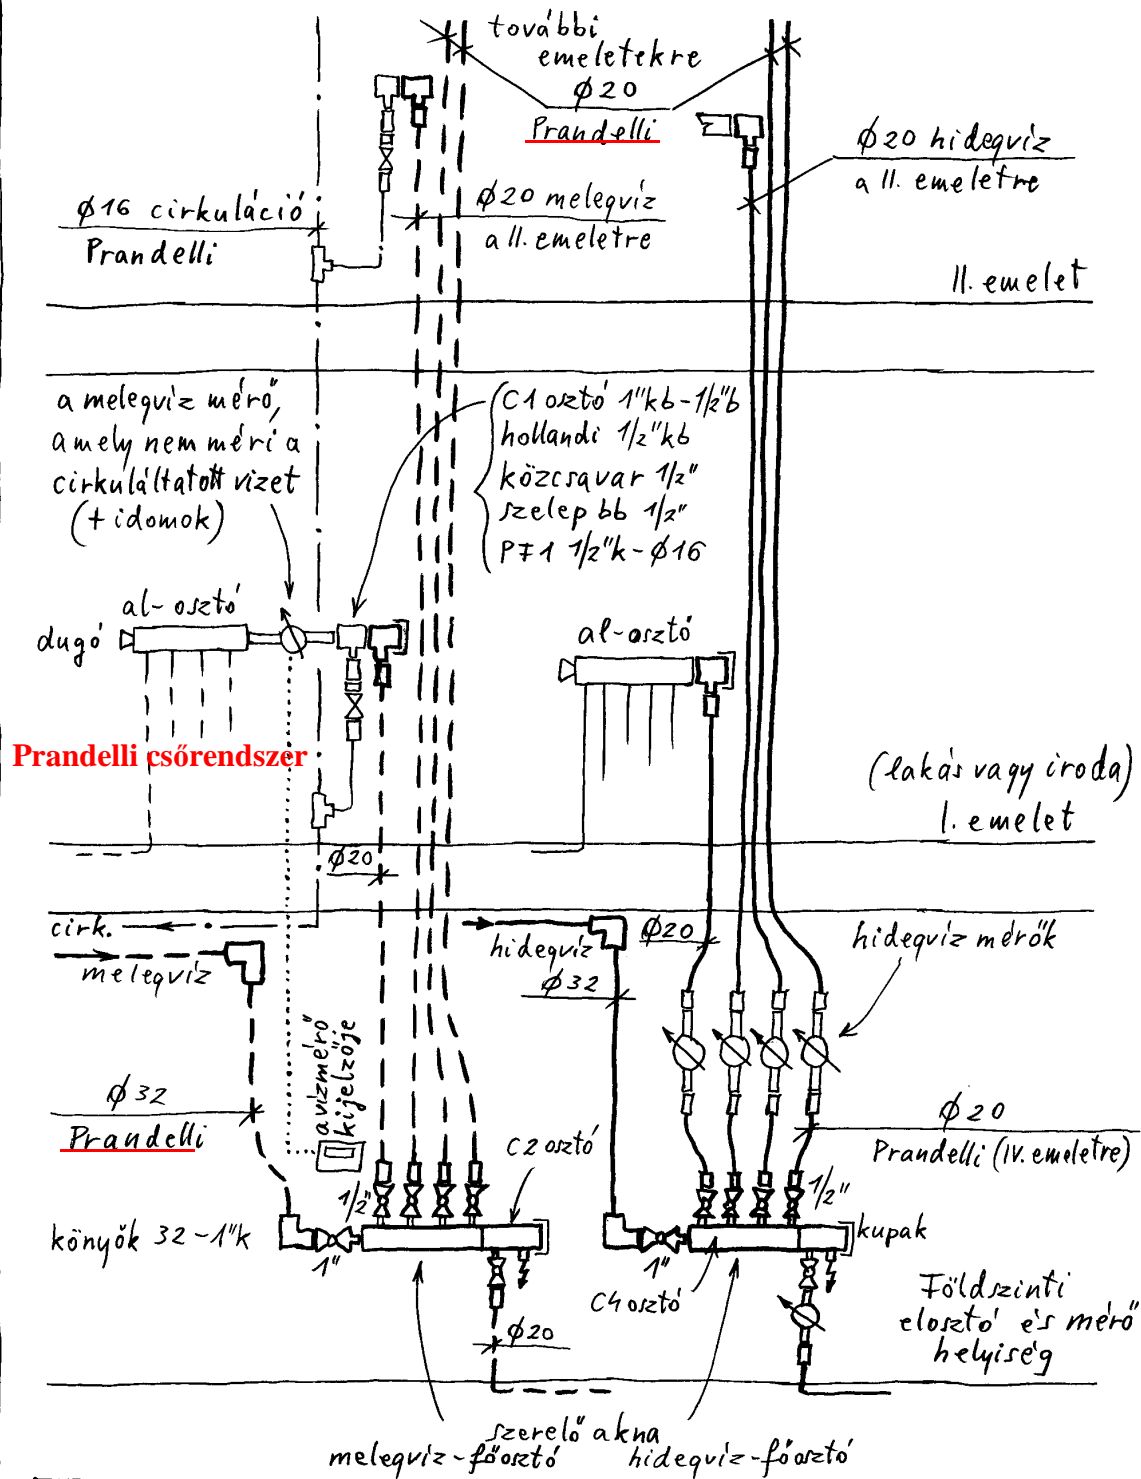 további
emeletekre
ϕ20
Prandelli
ϕ20 hidegvíz
a II. emeletre
ϕ16 cirkuláció
Prandelli
ϕ20 melegvíz
a II. emeletre
II. emelet
a melegvíz mérő,
amely nem méri a
cirkuláltatott vizet
(+ idomok)
C1 osztó 1"kb-1/2"b
hollandi 1/2"kb
közcsavar 1/2"
szelep bb 1/2"
PF1 1/2"k-ϕ16
al-osztó
dugó
al-osztó
Prandelli csőrendszer
(lakás vagy iroda)
I. emelet
ϕ20
cirk.
melegvíz
hidegvíz
ϕ32
ϕ20
hidegvíz mérők
a vízmérő
kijelzője
ϕ32
Prandelli
ϕ20
Prandelli (IV. emeletre)
C2 osztó
1/2"
1/2"
könyök 32-1"k
1"
1"
kupak
C4 osztó
ϕ20
Földszinti
elosztó és mérő
helyiség
szerelő akna
melegvíz-főosztó
hidegvíz-főosztó